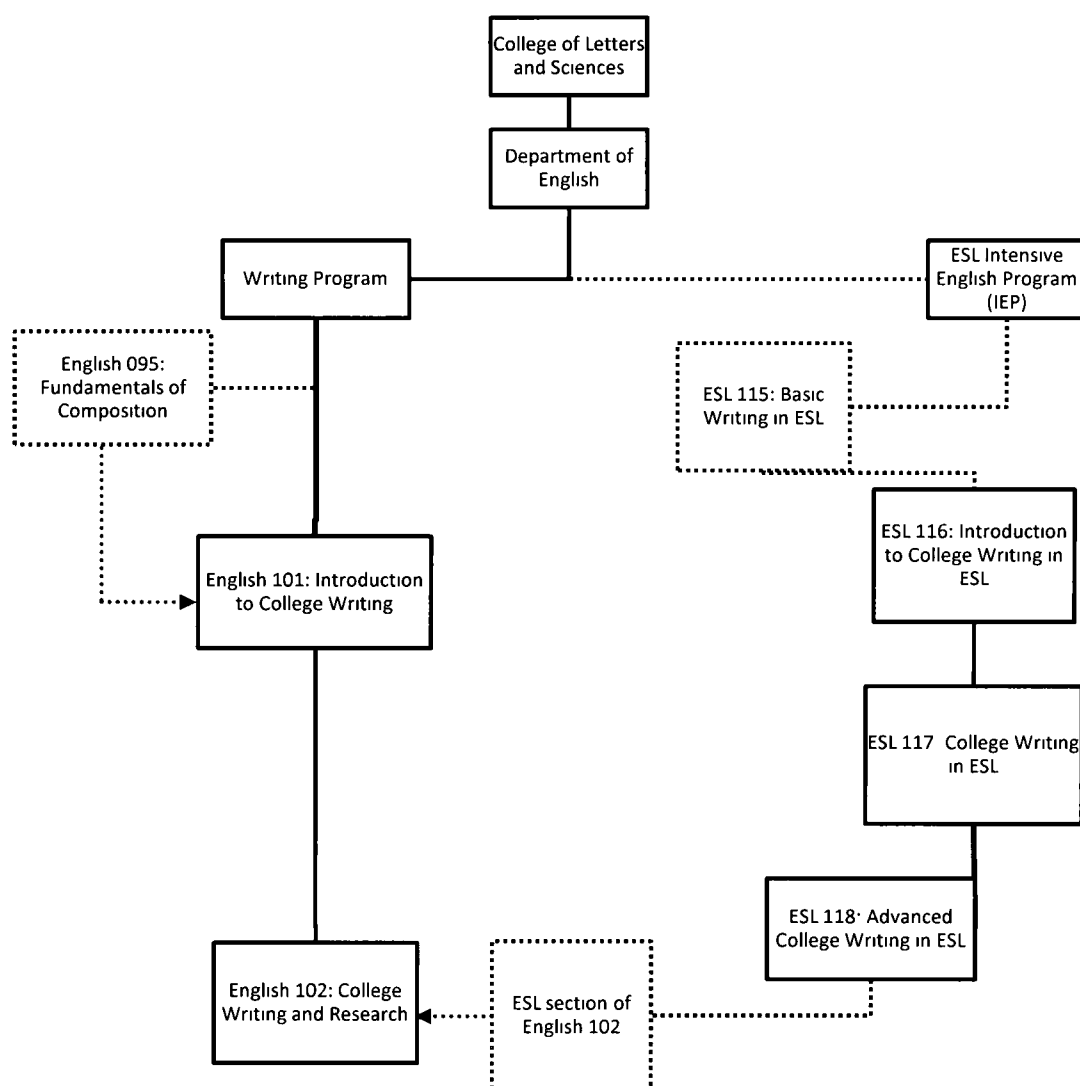 College of Letters
and Sciences
Department of
English
Writing Program
ESL Intensive
English Program
(IEP)
English 095:
Fundamentals of
Composition
ESL 115: Basic
Writing in ESL
ESL 116: Introduction
to College Writing in
ESL
English 101: Introduction
to College Writing
ESL 117 College Writing
in ESL
ESL 118: Advanced
College Writing in ESL
English 102: College
Writing and Research
ESL section of
English 102